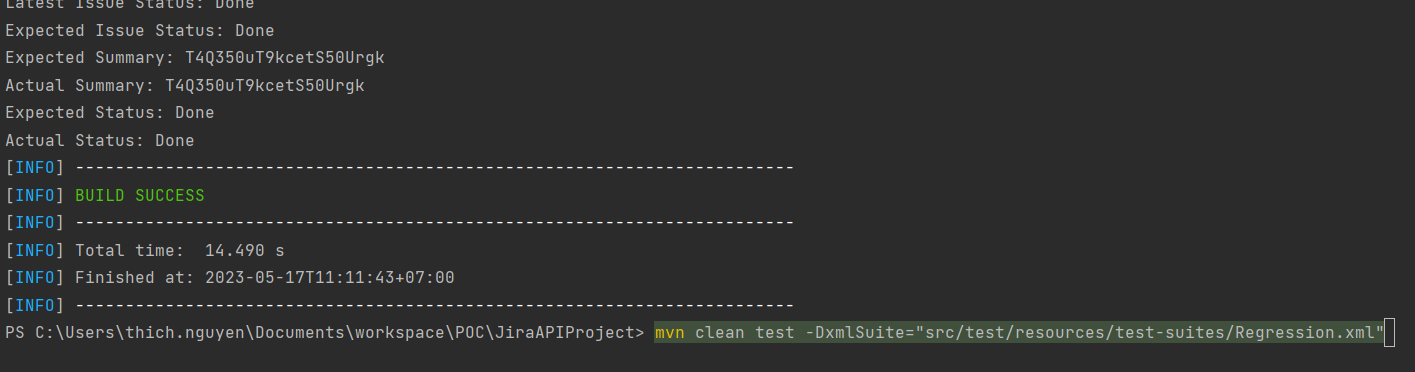 Latest Issue Status: Done
Expected Issue Status: Done
Expected Summary: T4Q350uT9kcetS50Urgk
Actual Summary: T4Q350uT9kcetS50Urgk
Expected Status: Done
Actual Status: Done
[INFO] ------------------------------------------------------------------------
[INFO] BUILD SUCCESS
[INFO] ------------------------------------------------------------------------
[INFO] Total time:  14.490 s
[INFO] Finished at: 2023-05-17T11:11:43+07:00
[INFO] ------------------------------------------------------------------------
PS C:\Users\thich.nguyen\Documents\workspace\POC\JiraAPIProject> mvn clean test -DxmlSuite="src/test/resources/test-suites/Regression.xml"